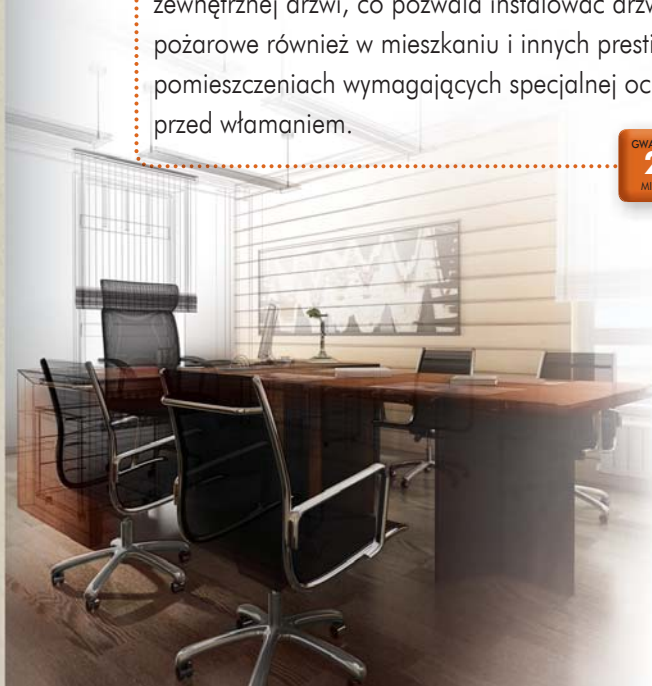 zewnętrznej drzwi, co pozwala instalować
pożarowe również w mieszkaniu i innych
pomieszczeniach wymagających specjalnej
przed włamaniem.